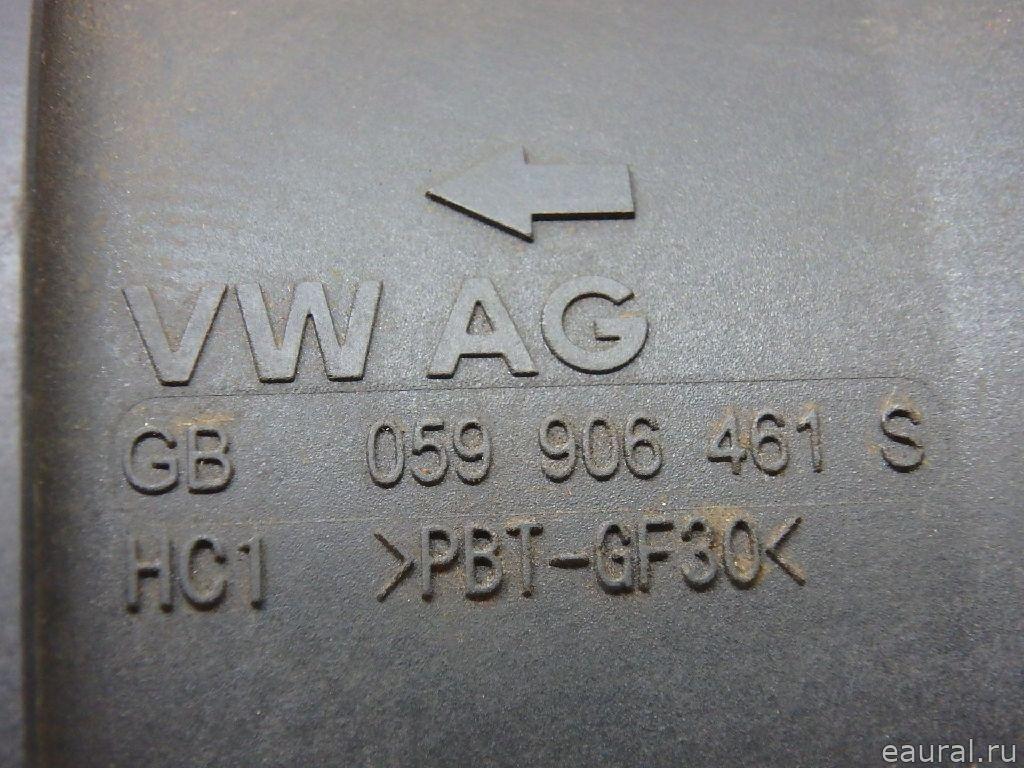 VW AG
GB 059 906 461 S
HC1 >PBT-GF30<
eaural.ru